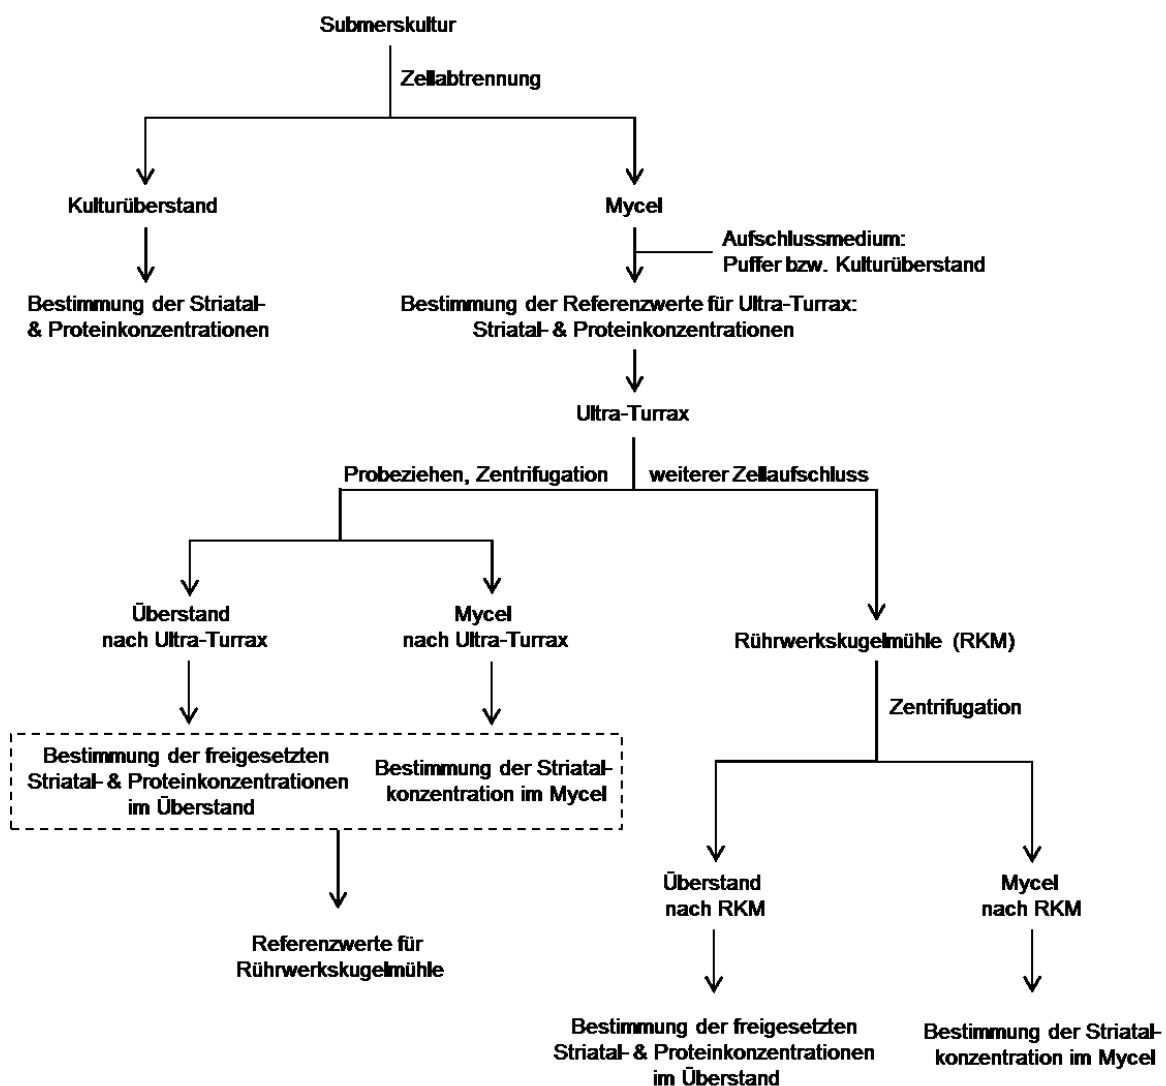 Submerskultur
Zellabtrennung
Kulturüberstand
Mycel
Aufschlussmedium:
Puffer bzw. Kulturüberstand
Bestimmung der Striatal-
& Proteinkonzentrationen
Bestimmung der Referenzwerte für Ultra-Turrax:
Striatal- & Proteinkonzentrationen
Ultra-Turrax
Probeziehen, Zentrifugation
weiterer Zellaufschluss
Überstand
nach Ultra-Turrax
Mycel
nach Ultra-Turrax
Rührwerkskugelmühle (RKM)
Zentrifugation
Bestimmung der freigesetzten
Striatal- & Proteinkonzentrationen
im Überstand
Bestimmung der Striatal-
konzentration im Mycel
Überstand
nach RKM
Mycel
nach RKM
Referenzwerte für
Rührwerkskugelmühle
Bestimmung der freigesetzten
Striatal- & Proteinkonzentrationen
im Überstand
Bestimmung der Striatal-
konzentration im Mycel